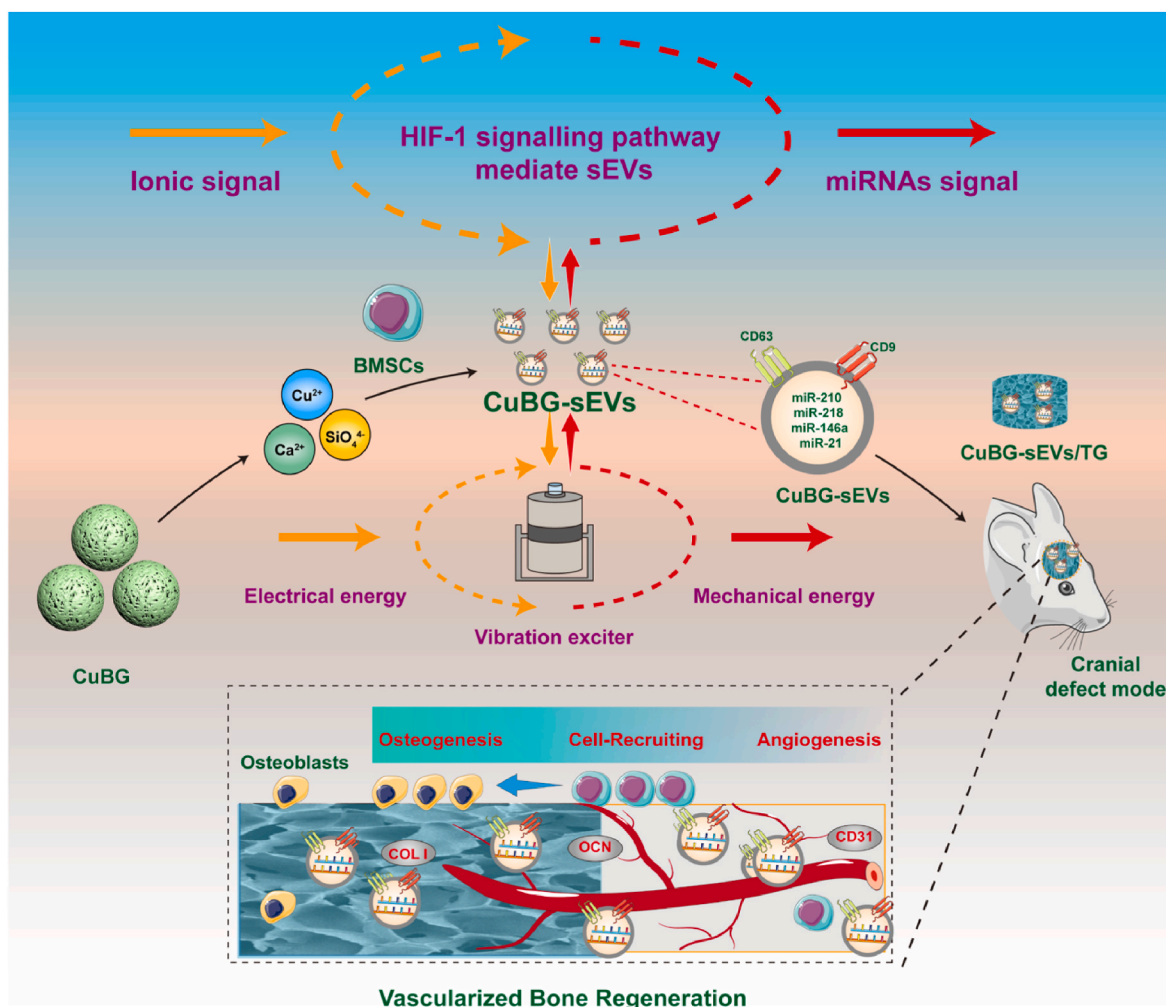 HIF-1 signalling pathway
mediate sEVs
Ionic signal
miRNAs signal
BMSCs
CuBG-sEVs
Cu²⁺
Ca²⁺
SiO₄⁴⁻
CD63
CD9
miR-210
miR-218
miR-146a
miR-21
CuBG-sEVs
CuBG-sEVs/TG
CuBG
Electrical energy
Mechanical energy
Vibration exciter
Cranial
defect mode
Osteogenesis
Cell-Recruiting
Angiogenesis
Osteoblasts
COL I
OCN
CD31
Vascularized Bone Regeneration